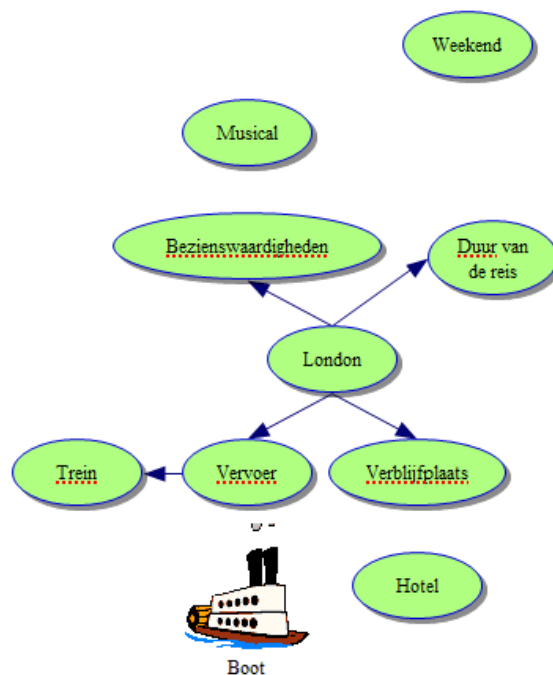 Weekend
Musical
Bezienswaardigheden
Duur van
de reis
London
Trein
Vervoer
Verblijfplaats
Hotel
Boot